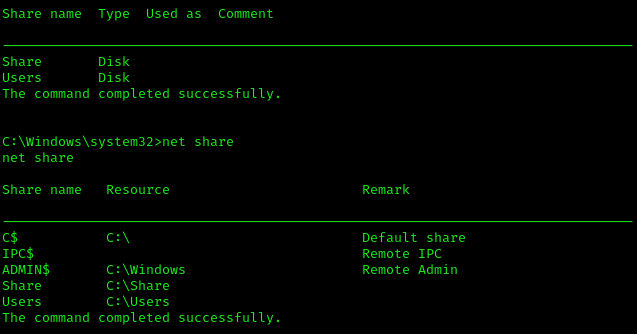 Share name  Type  Used as  Comment
Share       Disk
Users       Disk
The command completed successfully.
C:\Windows\system32>net share
net share
Share name   Resource                        Remark
C$           C:\                             Default share
IPC$                                         Remote IPC
ADMIN$       C:\Windows                      Remote Admin
Share        C:\Share
Users        C:\Users
The command completed successfully.